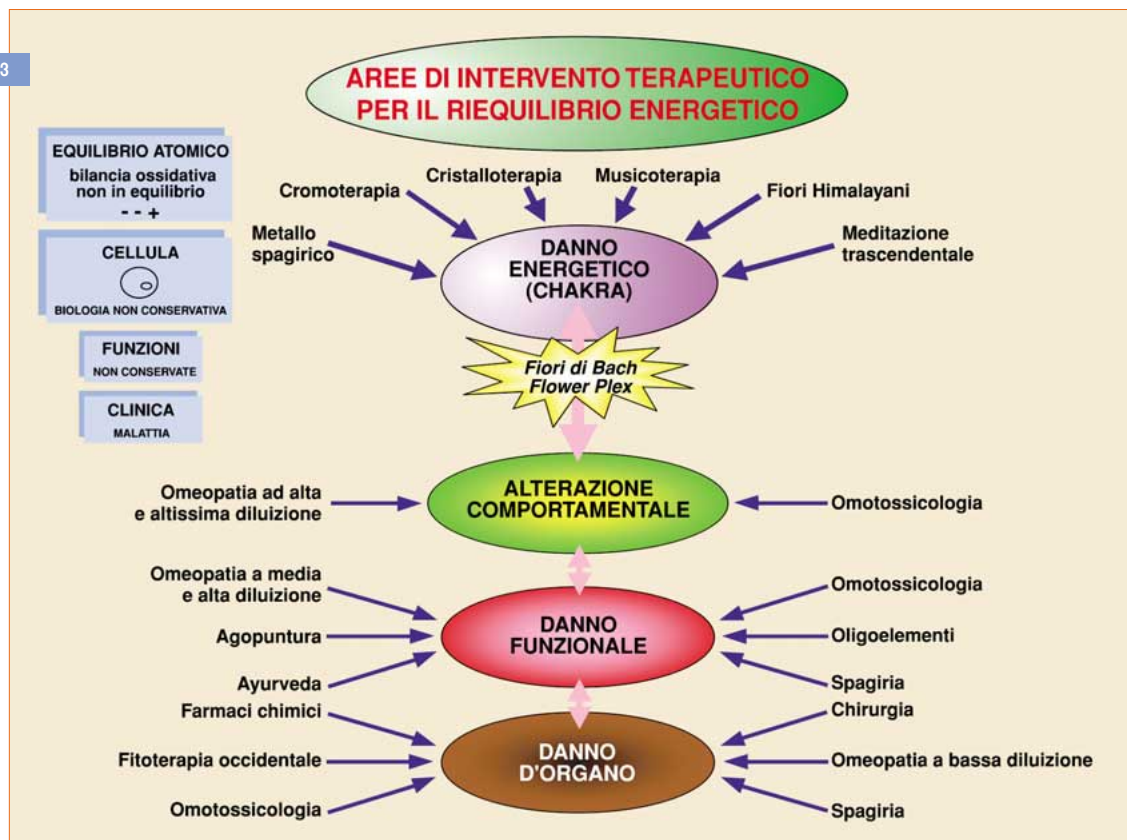 3
AREE DI INTERVENTO TERAPEUTICO
PER IL RIEQUILIBRIO ENERGETICO
EQUILIBRIO ATOMICO
bilancia ossidativa
non in equilibrio
- - +
CELLULA
BIOLOGIA NON CONSERVATIVA
FUNZIONI
NON CONSERVATE
CLINICA
MALATTIA
Metallo
spagirico
Cromoterapia
Cristalloterapia
Musicoterapia
Fiori Himalayani
Meditazione
trascendentale
DANNO
ENERGETICO
(CHAKRA)
Fiori di Bach
Flower Plex
Omeopatia ad alta
e altissima diluizione
ALTERAZIONE
COMPORTAMENTALE
Omotossicologia
Omeopatia a media
e alta diluizione
Agopuntura
Ayurveda
DANNO
FUNZIONALE
Omotossicologia
Oligoelementi
Spagiria
Farmaci chimici
Fitoterapia occidentale
Omotossicologia
DANNO
D'ORGANO
Chirurgia
Omeopatia a bassa diluizione
Spagiria